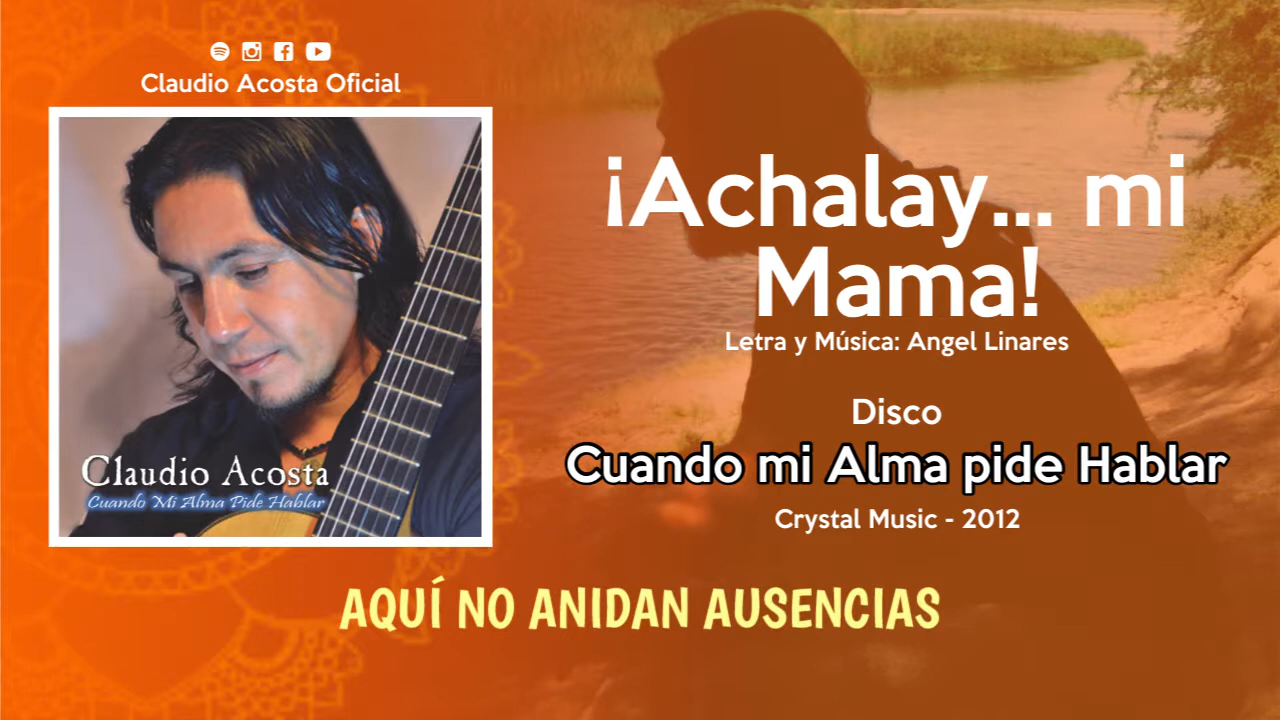 Claudio Acosta Oficial
Claudio Acosta
Cuando Mi Alma Pide Hablar
¡Achalay... mi
Mama!
Letra y Música: Angel Linares
Disco
Cuando mi Alma pide Hablar
Crystal Music - 2012
AQUÍ NO ANIDAN AUSENCIAS